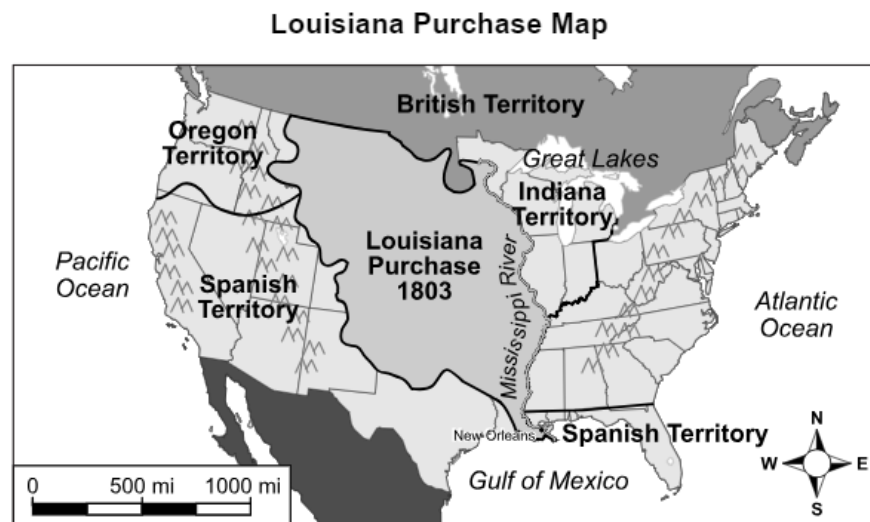 Louisiana Purchase Map
British Territory
Oregon
Territory
Great Lakes
Indiana
Territory
Louisiana
Purchase
1803
Mississippi River
Pacific
Ocean
Spanish
Territory
Atlantic
Ocean
New Orleans
Spanish Territory
Gulf of Mexico
N
W
E
S
0
500 mi
1000 mi